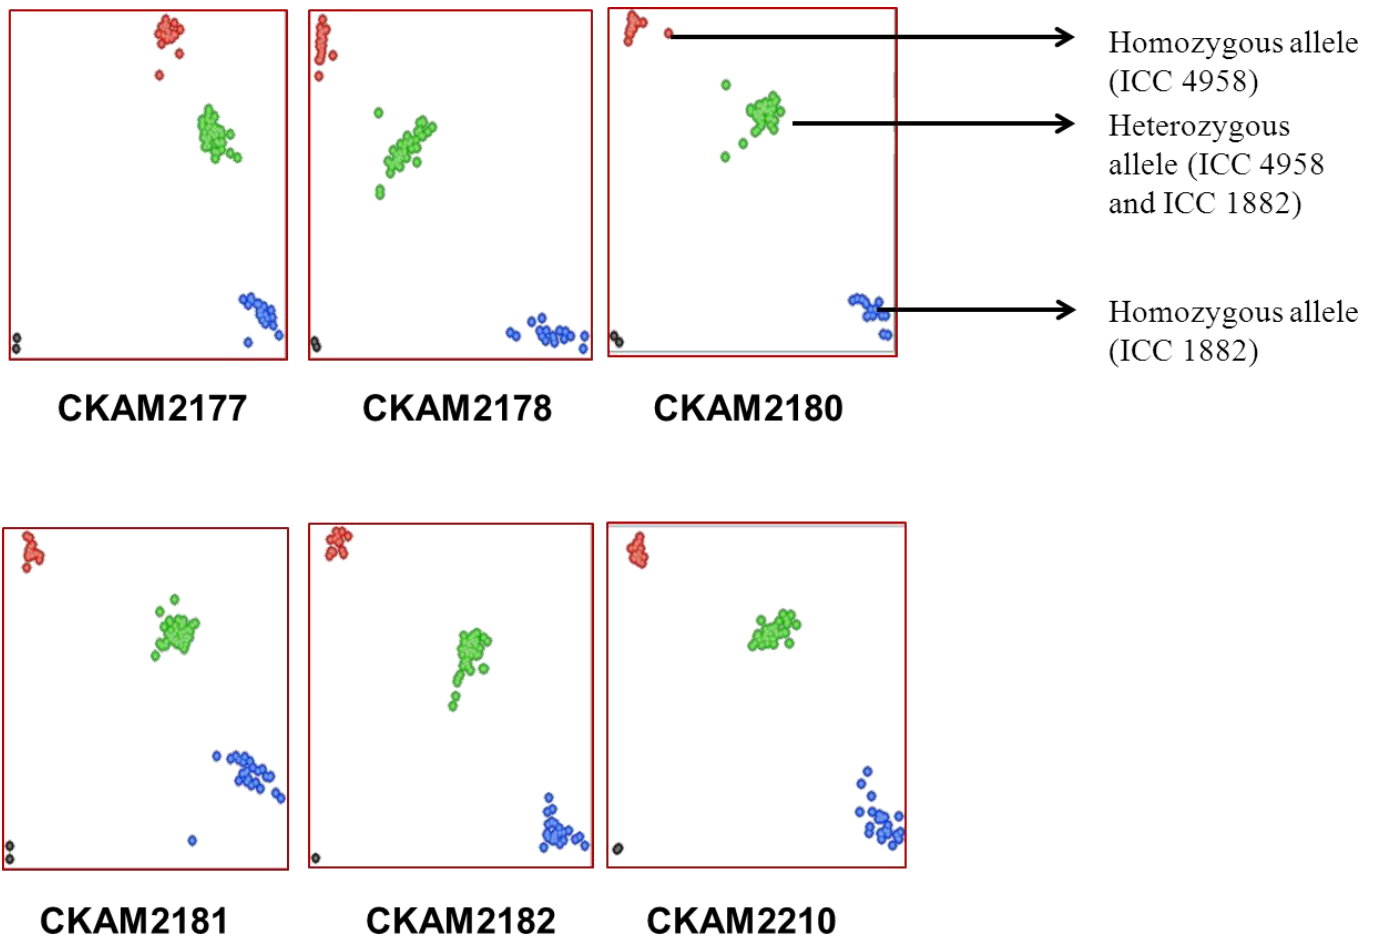 Homozygous allele
(ICC 4958)
Heterozygous
allele (ICC 4958
and ICC 1882)
Homozygous allele
(ICC 1882)
CKAM2177
CKAM2178
CKAM2180
CKAM2181
CKAM2182
CKAM2210